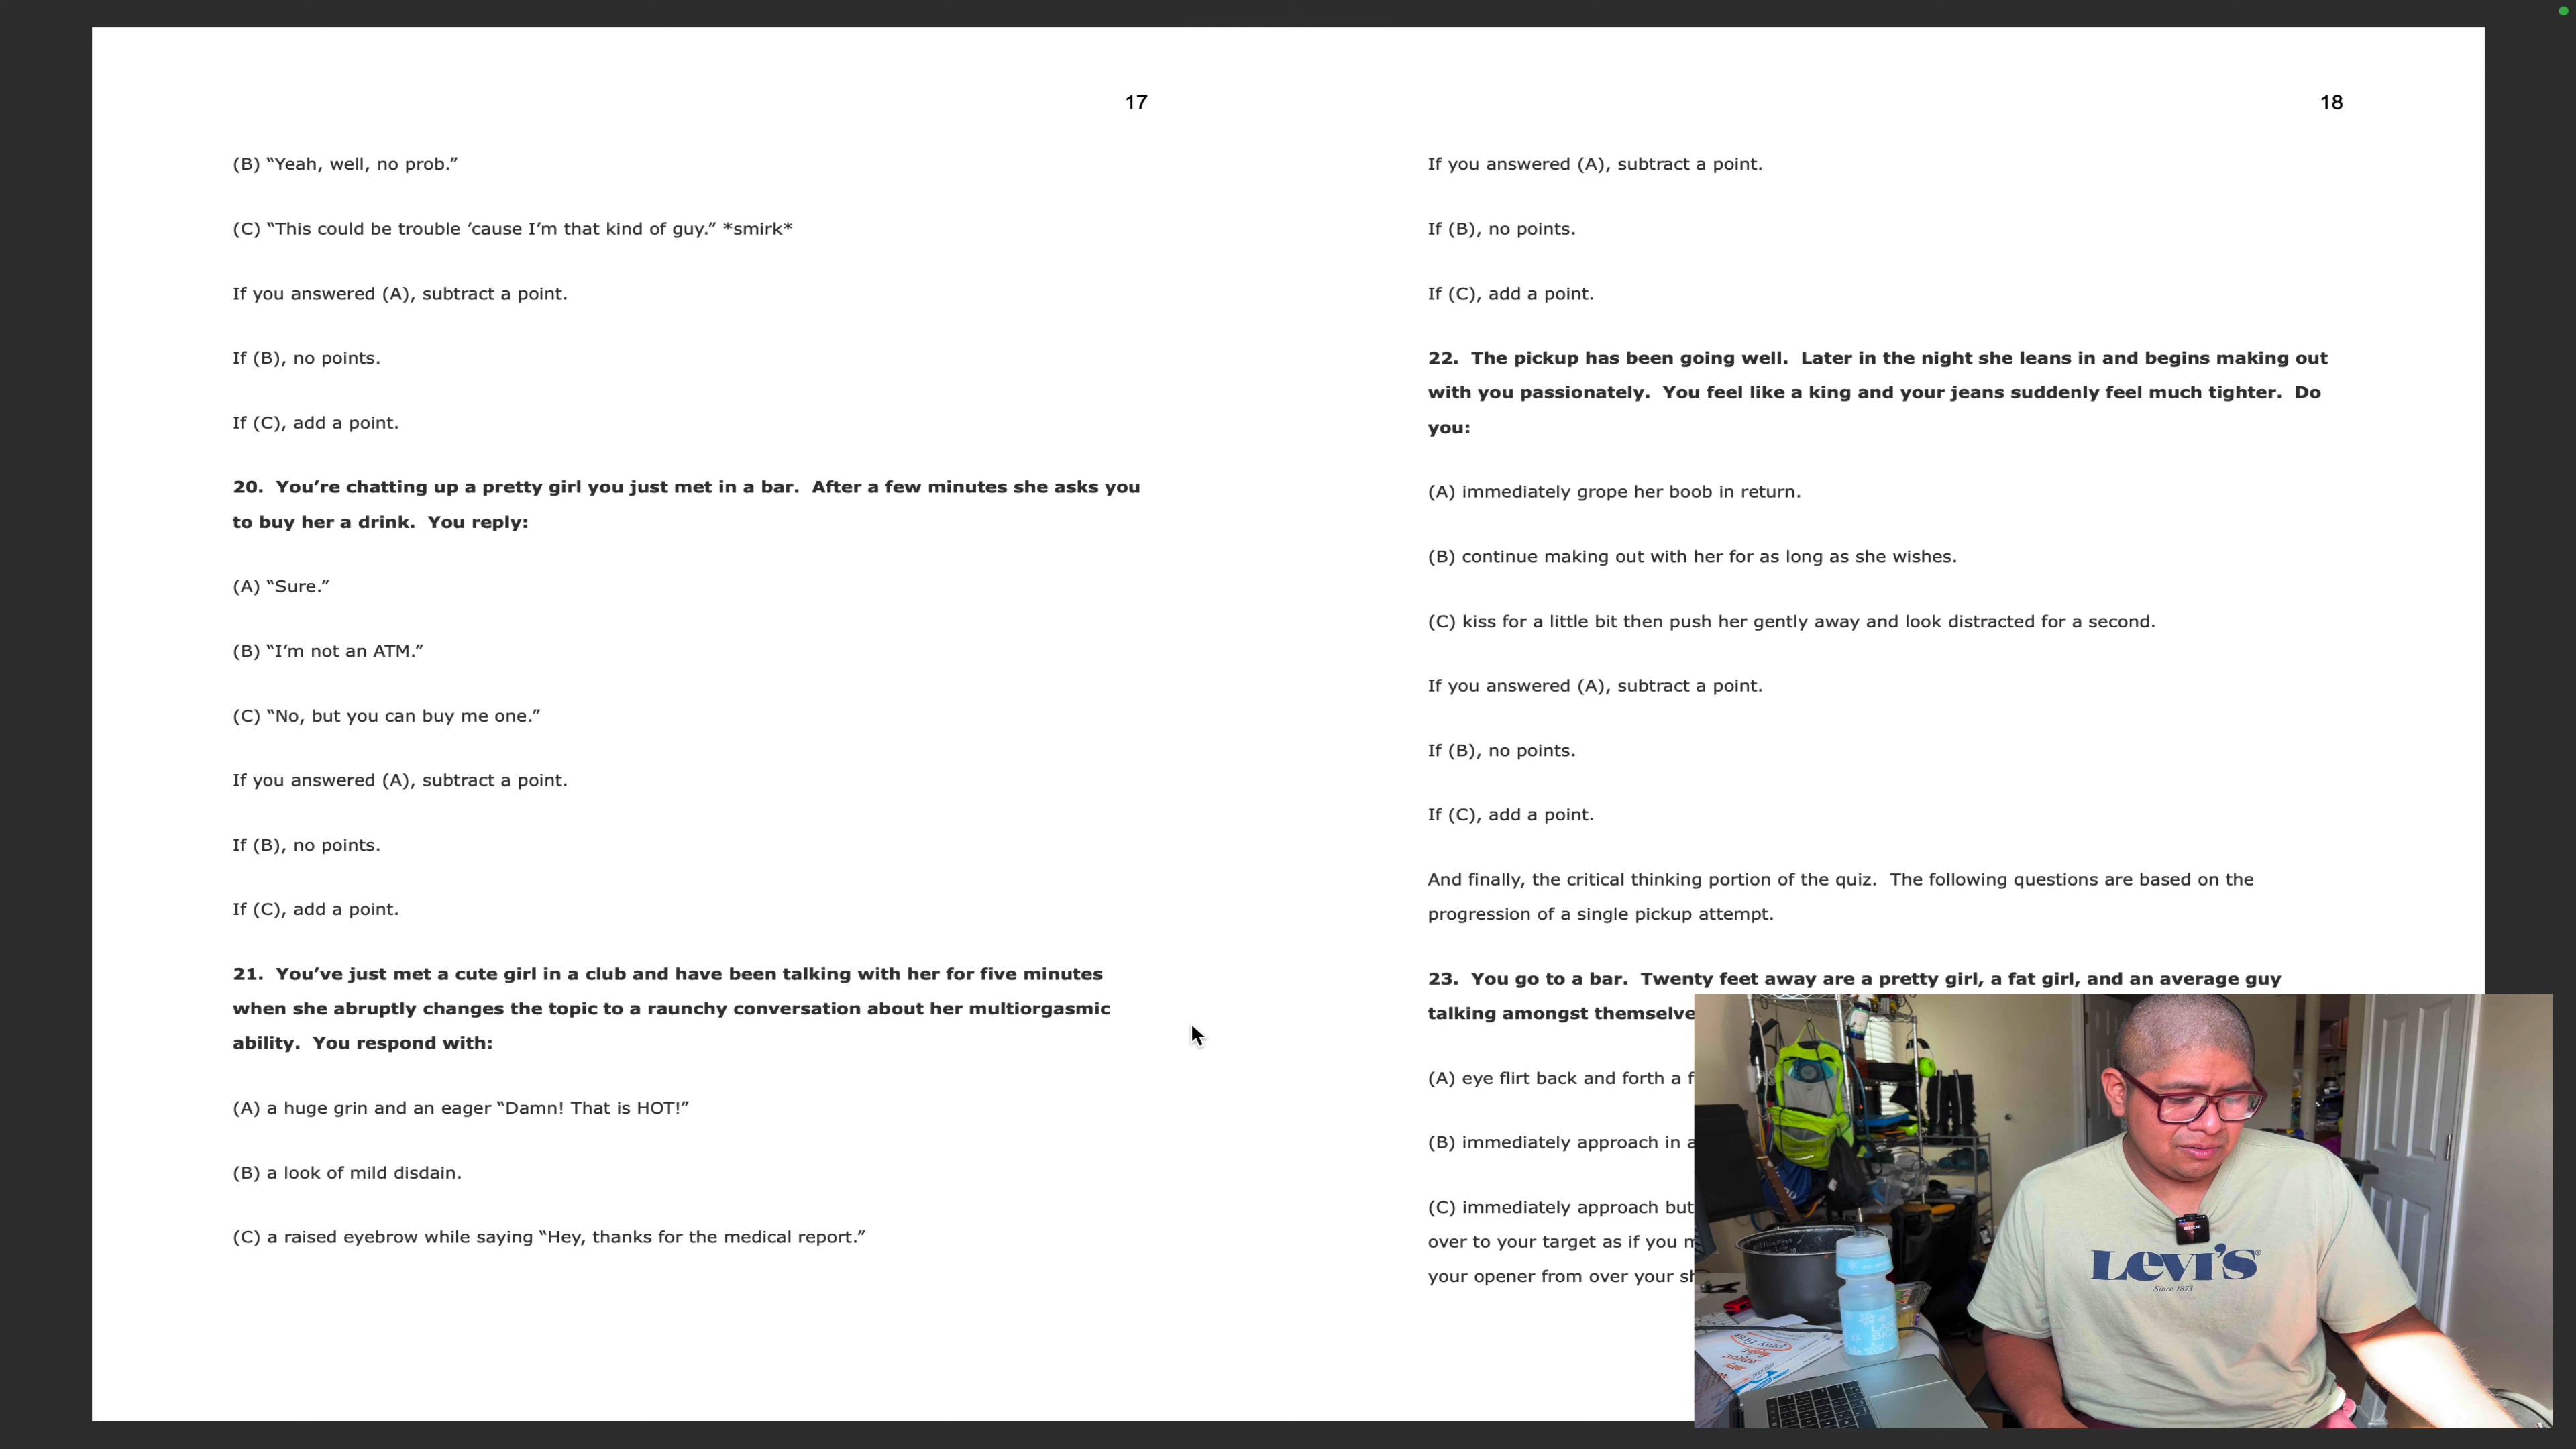 17
(B) “Yeah, well, no prob.”
(C) “This could be trouble ’cause I’m that kind of guy.” *smirk*
If you answered (A), subtract a point.
If (B), no points.
If (C), add a point.
20. You’re chatting up a pretty girl you just met in a bar. After a few minutes she asks you
to buy her a drink. You reply:
(A) “Sure.”
(B) “I’m not an ATM.”
(C) “No, but you can buy me one.”
If you answered (A), subtract a point.
If (B), no points.
If (C), add a point.
21. You’ve just met a cute girl in a club and have been talking with her for five minutes
when she abruptly changes the topic to a raunchy conversation about her multiorgasmic
ability. You respond with:
(A) a huge grin and an eager “Damn! That is HOT!”
(B) a look of mild disdain.
(C) a raised eyebrow while saying “Hey, thanks for the medical report.”
18
If you answered (A), subtract a point.
If (B), no points.
If (C), add a point.
22. The pickup has been going well. Later in the night she leans in and begins making out
with you passionately. You feel like a king and your jeans suddenly feel much tighter. Do
you:
(A) immediately grope her boob in return.
(B) continue making out with her for as long as she wishes.
(C) kiss for a little bit then push her gently away and look distracted for a second.
If you answered (A), subtract a point.
If (B), no points.
If (C), add a point.
And finally, the critical thinking portion of the quiz. The following questions are based on the
progression of a single pickup attempt.
23. You go to a bar. Twenty feet away are a pretty girl, a fat girl, and an average guy
talking amongst
(A) eye flirt back and forth a
(B) immediately approach in
(C) immediately approach but
over to your target as if you
your opener from over your
LEVI'S
Since 1873